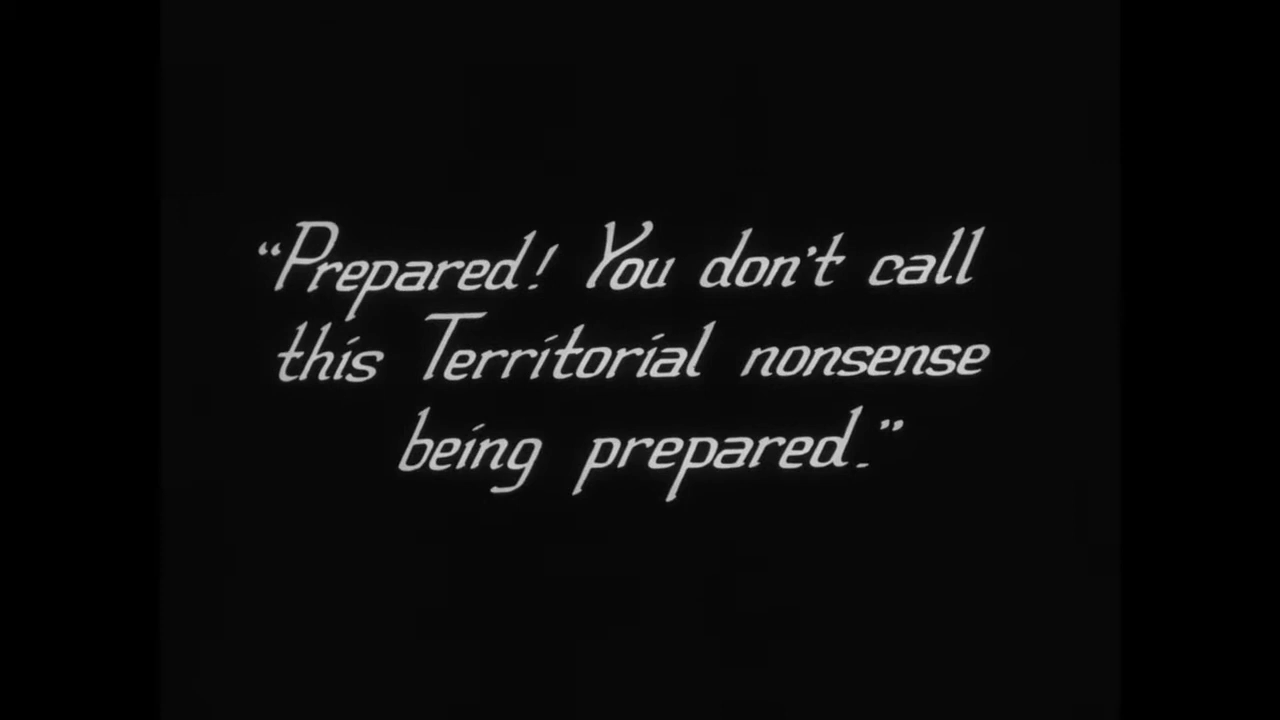 “Prepared! You don't call
this Territorial nonsense
being prepared.”